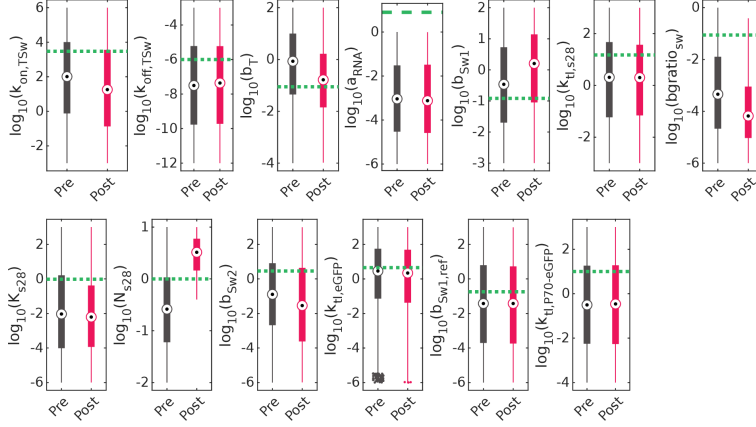 log10(kon,TSw)
6
4
2
0
-2
Pre
Post
log10(koff,TSw)
-2
-4
-6
-8
-10
-12
Pre
Post
log10(bT)
2
0
-2
-4
Pre
Post
log10(aRNA)
0
-2
-4
-6
Pre
Post
log10(bSw1)
3
2
1
0
-1
-2
-3
Pre
Post
log10(ktl,s28)
2
0
-2
Pre
Post
log10(bgratiosw)
0
-2
-4
-6
Pre
Post
log10(Ks28)
2
0
-2
-4
-6
Pre
Post
log10(Ns28)
1
0
-1
-2
Pre
Post
log10(bSw2)
2
0
-2
-4
-6
Pre
Post
log10(ktl,eGFP)
2
0
-2
-4
-6
Pre
Post
log10(bSw1,ref)
2
0
-2
-4
-6
Pre
Post
log10(ktl,P70-eGFP)
2
0
-2
-4
Pre
Post